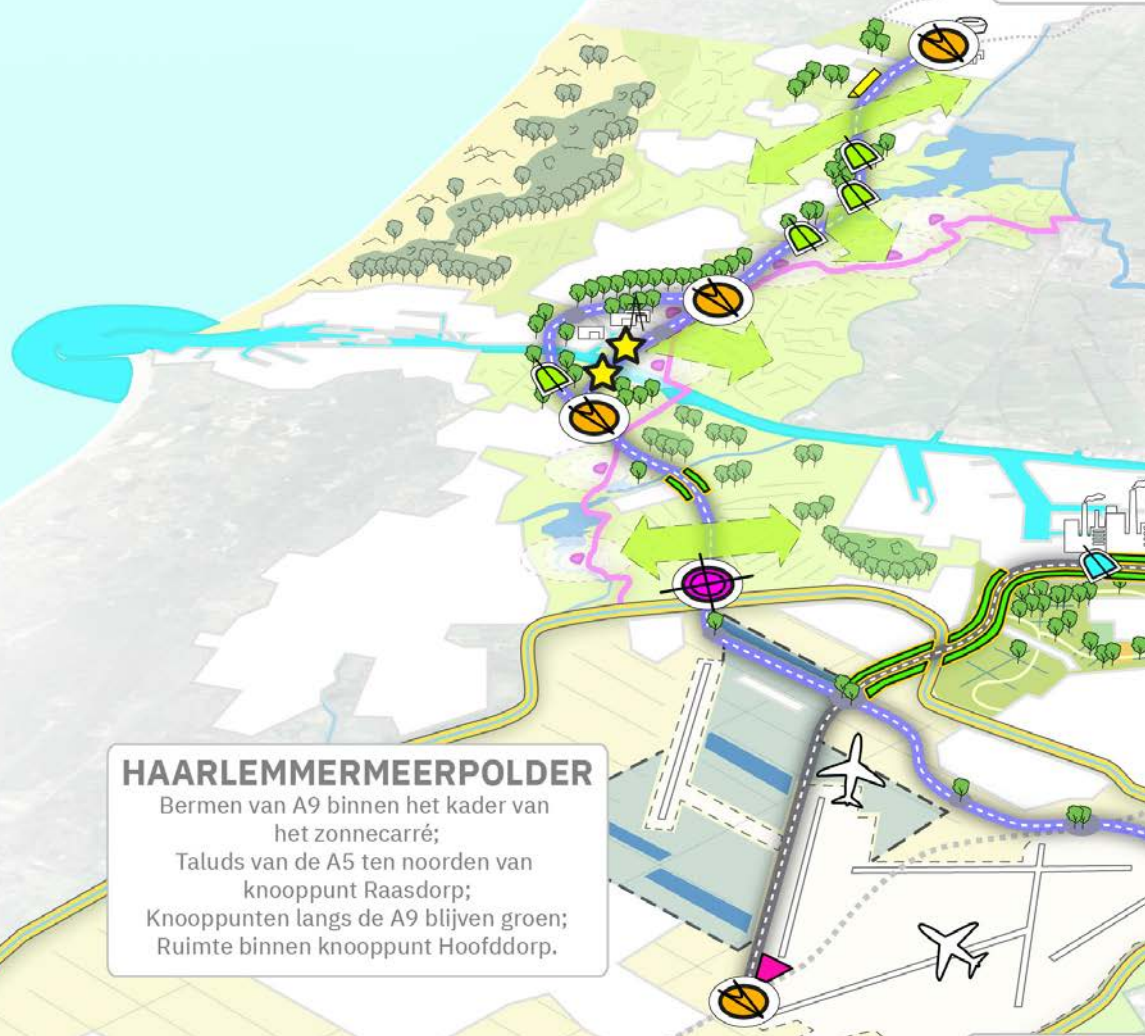 HAARLEMMERMEERPOLDER
Bermen van A9 binnen het kader van
het zonnecarré;
Taluds van de A5 ten noorden van
knooppunt Raasdorp;
Knooppunten langs de A9 blijven groen;
Ruimte binnen knooppunt Hoofddorp.